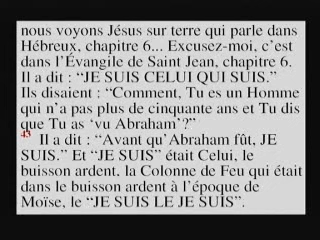 nous voyons Jésus sur terre qui parle dans
Hébreux, chapitre 6... Excusez-moi, c'est
dans l'Évangile de Saint Jean, chapitre 6.
Il a dit : “JE SUIS CELUI QUI SUIS.”
Ils disaient : “Comment, Tu es un Homme
qui n'a pas plus de cinquante ans et Tu dis
que Tu as ‘vu Abraham’?”
43 Il a dit : “Avant qu'Abraham fût, JE
SUIS.” Et “JE SUIS” était Celui, le
buisson ardent, la Colonne de Feu qui était
dans le buisson ardent à l'époque de
Moïse, le “JE SUIS LE JE SUIS”.